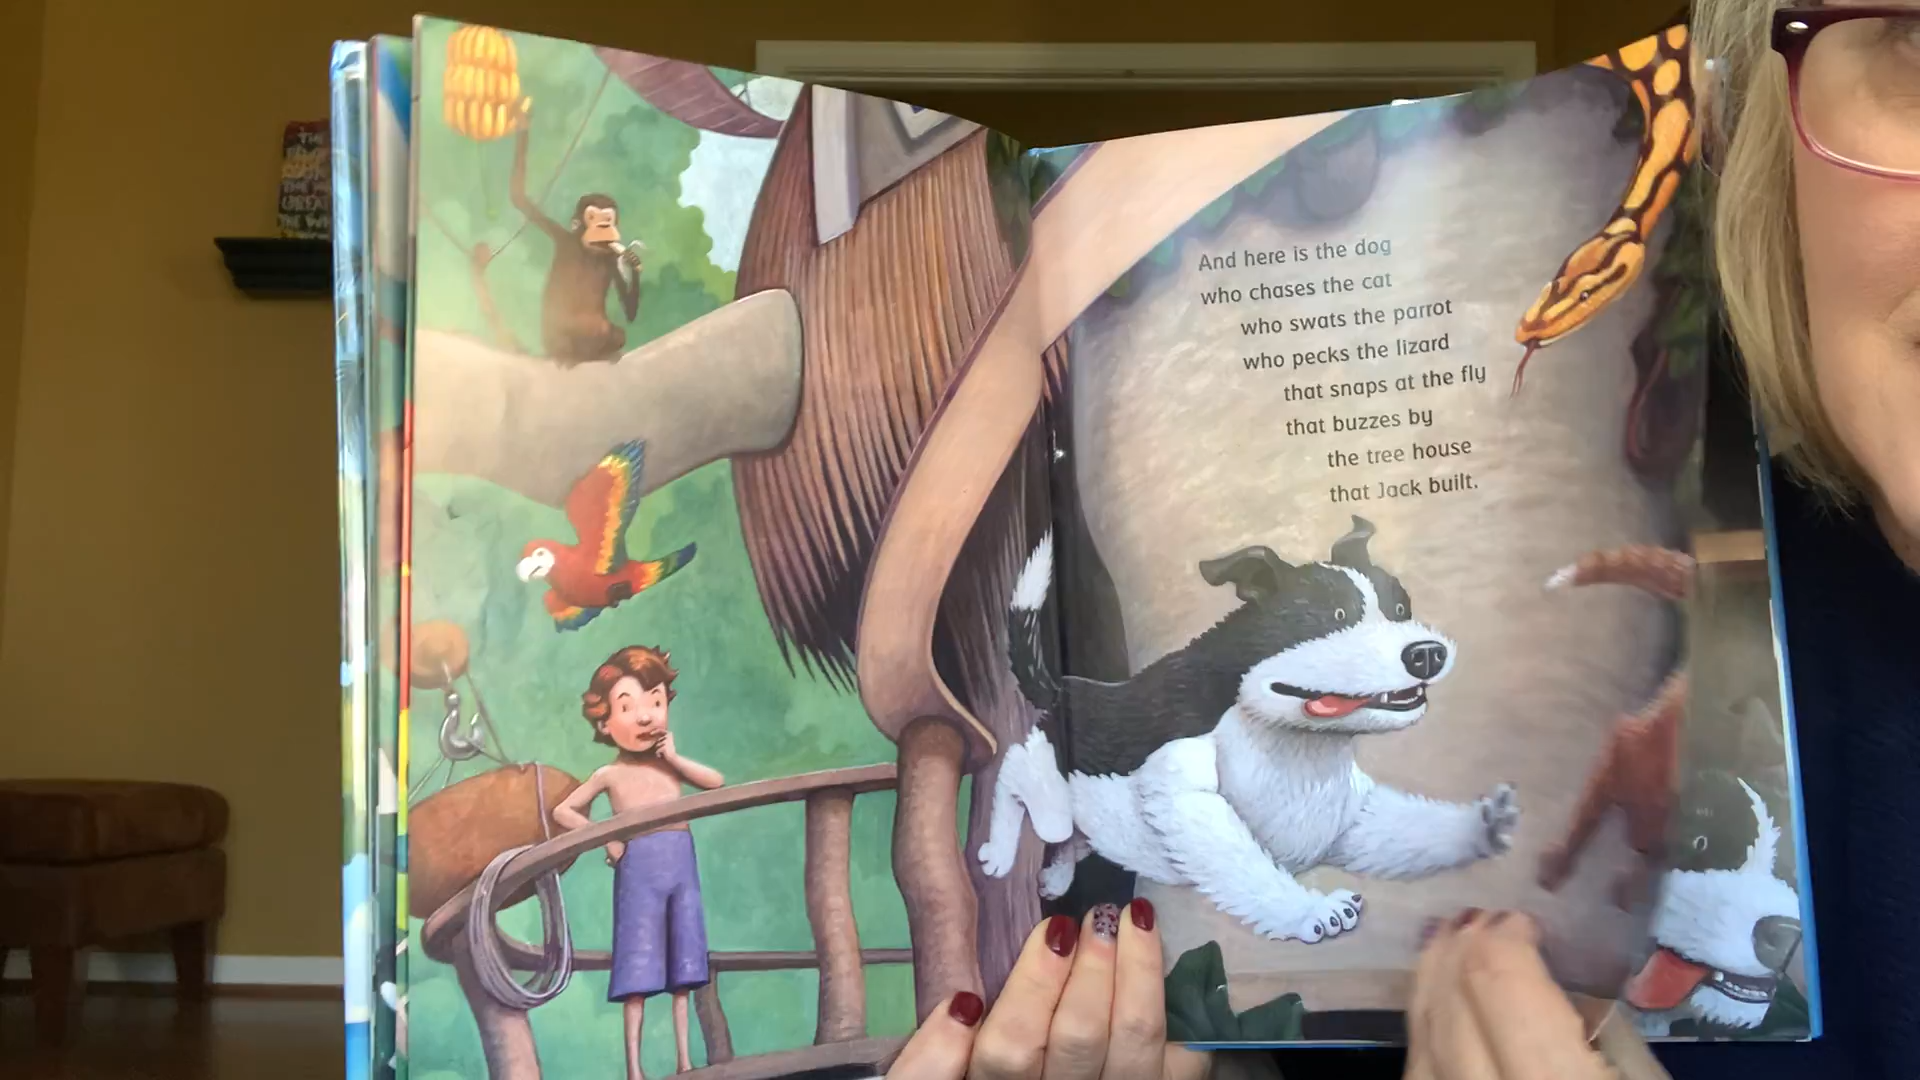 And here is the dog
who chases the cat
who swats the parrot
who pecks the lizard
that snaps at the fly
that buzzes by
the tree house
that Jack built.